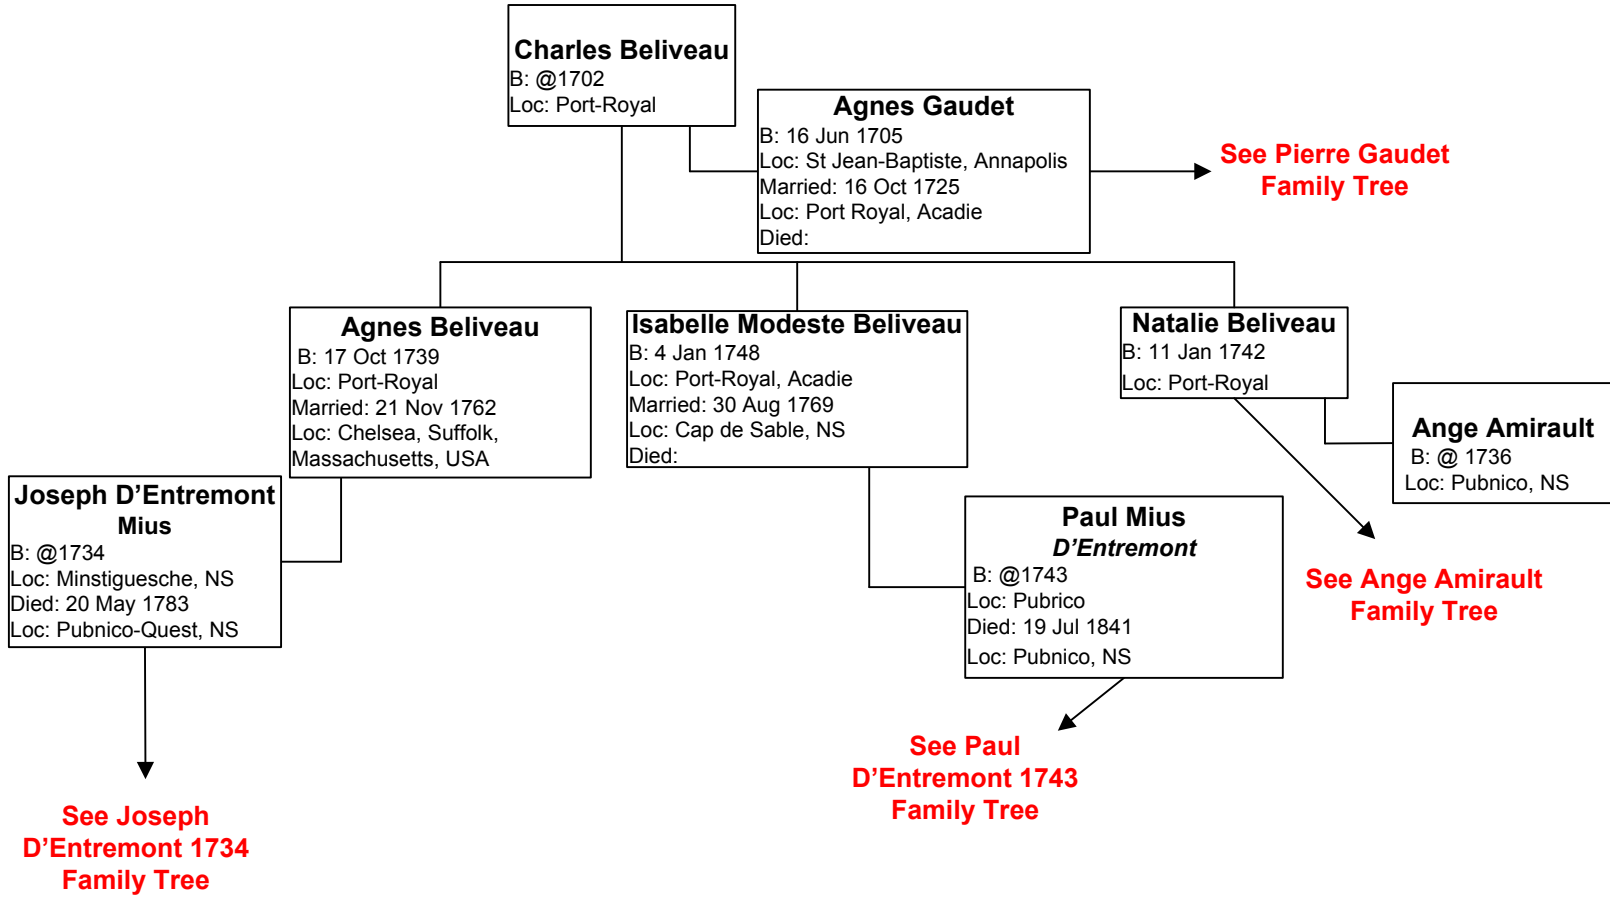 Charles Beliveau
B: @1702
Loc: Port-Royal
Agnes Gaudet
B: 16 Jun 1705
Loc: St Jean-Baptiste, Annapolis
Married: 16 Oct 1725
Loc: Port Royal, Acadie
Died:
See Pierre Gaudet
Family Tree
Agnes Beliveau
B: 17 Oct 1739
Loc: Port-Royal
Married: 21 Nov 1762
Loc: Chelsea, Suffolk,
Massachusetts, USA
Isabelle Modeste Beliveau
B: 4 Jan 1748
Loc: Port-Royal, Acadie
Married: 30 Aug 1769
Loc: Cap de Sable, NS
Died:
Natalie Beliveau
B: 11 Jan 1742
Loc: Port-Royal
Ange Amirault
B: @ 1736
Loc: Pubnico, NS
Joseph D’Entremont
Mius
B: @1734
Loc: Minstiguesche, NS
Died: 20 May 1783
Loc: Pubnico-Quest, NS
Paul Mius
D’Entremont
B: @1743
Loc: Pubrico
Died: 19 Jul 1841
Loc: Pubnico, NS
See Ange Amirault
Family Tree
See Paul
D’Entremont 1743
Family Tree
See Joseph
D’Entremont 1734
Family Tree